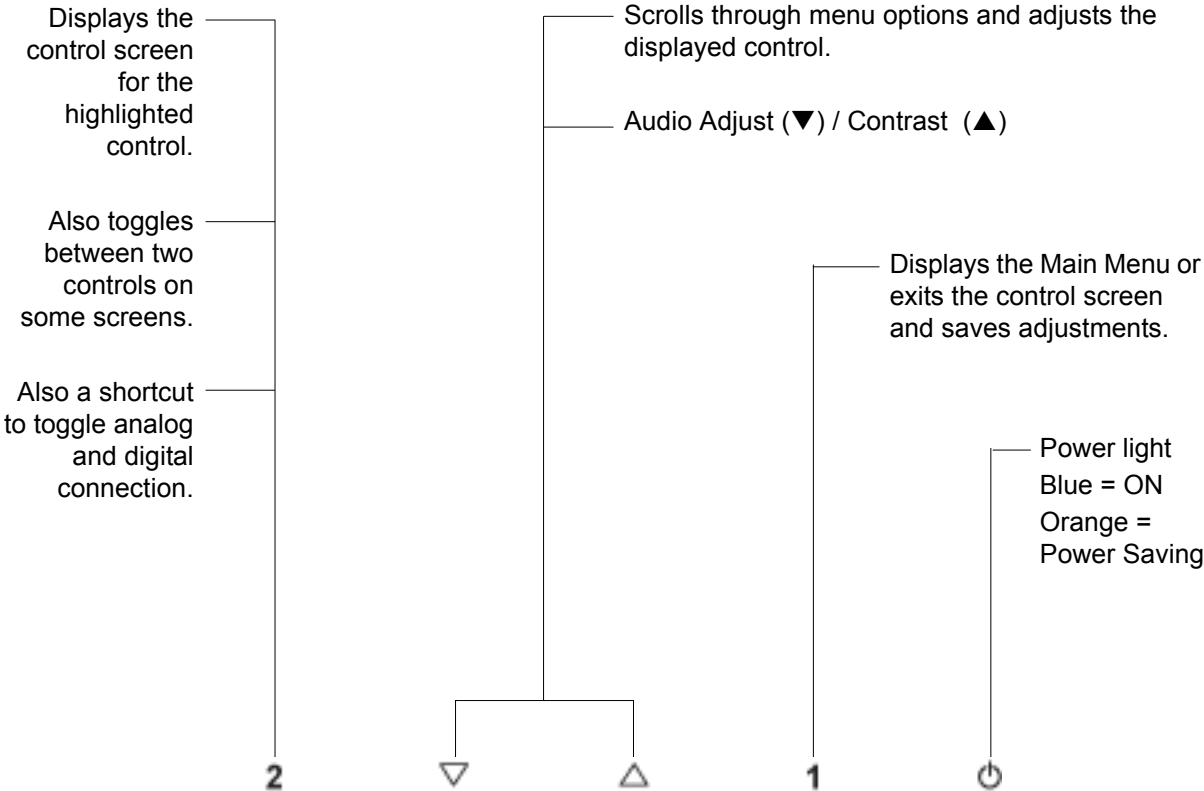 Displays the
control screen
for the
highlighted
control.
Also toggles
between two
controls on
some screens.
Also a shortcut
to toggle analog
and digital
connection.
Scrolls through menu options and adjusts the
displayed control.
Audio Adjust (▼) / Contrast (▲)
Displays the Main Menu or
exits the control screen
and saves adjustments.
Power light
Blue = ON
Orange =
Power Saving
2 ▽ △ 1 ⏻